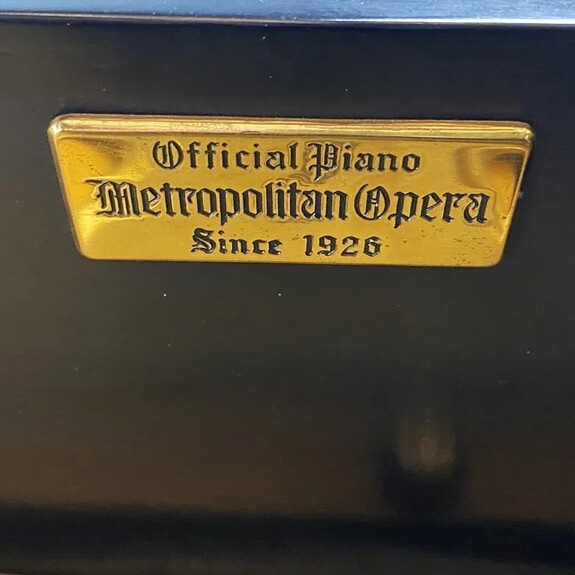 Official Piano
Metropolitan Opera
Since 1926